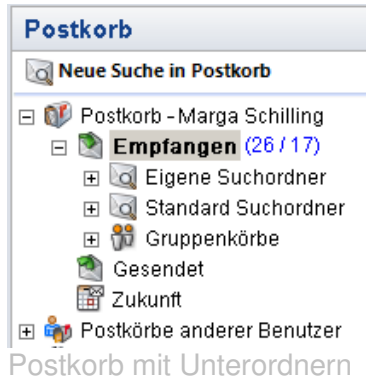 Postkorb
Neue Suche in Postkorb
Postkorb - Marga Schilling
Empfangen (26 / 17)
Eigene Suchordner
Standard Suchordner
Gruppenkörbe
Gesendet
Zukunft
Postkörbe anderer Benutzer
Postkorb mit Unterordnern